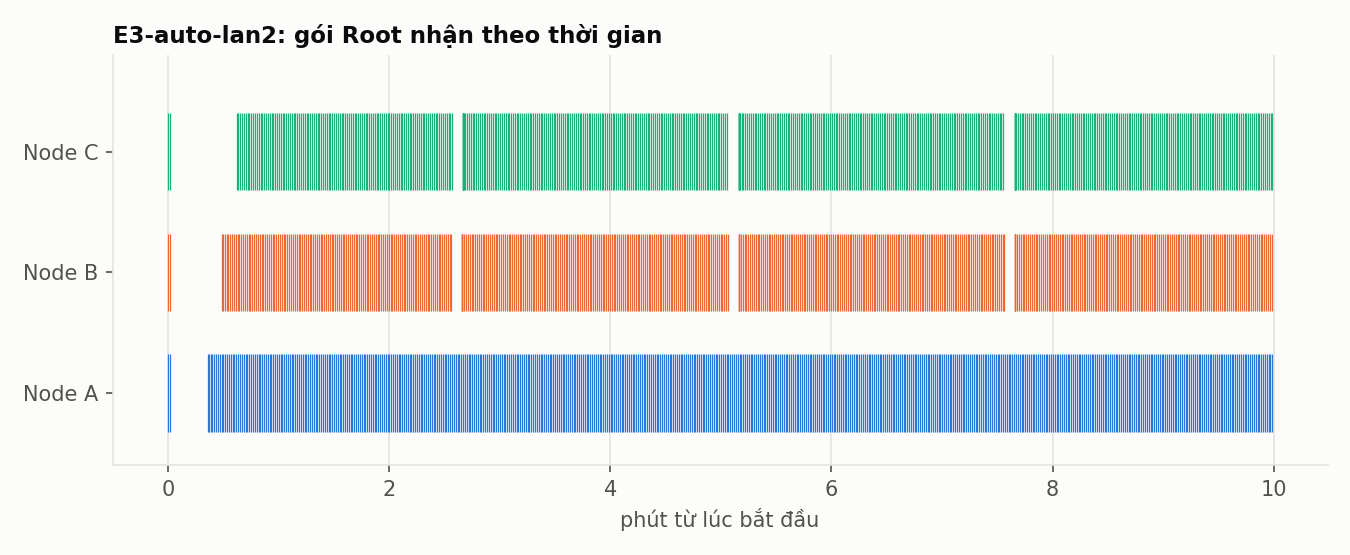 E3-auto-lan2: gói Root nhận theo thời gian
Node C
Node B
Node A
0 2 4 6 8 10
phút từ lúc bắt đầu